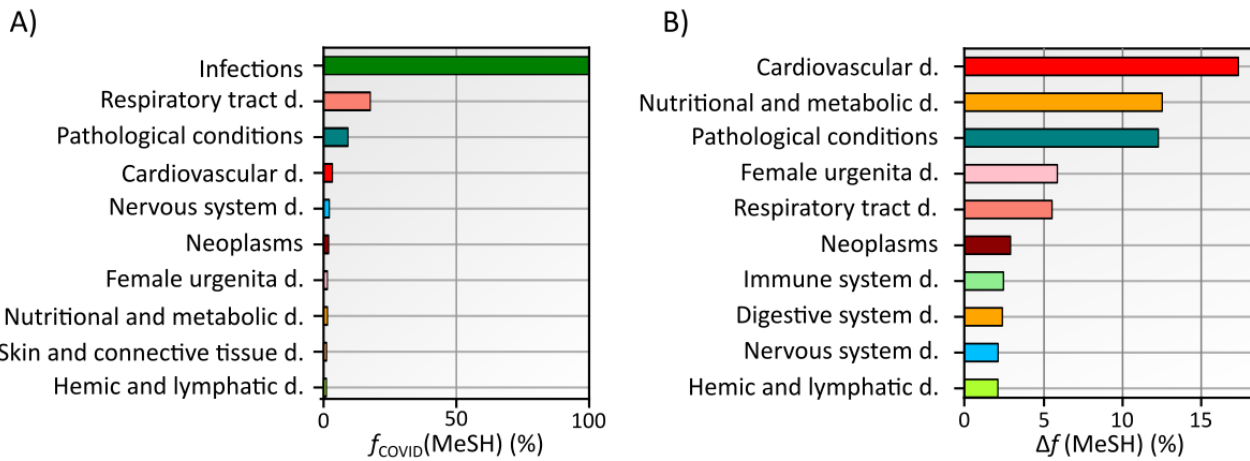 A)
Infections
Respiratory tract d.
Pathological conditions
Cardiovascular d.
Nervous system d.
Neoplasms
Female urgenita d.
Nutritional and metabolic d.
Skin and connective tissue d.
Hemic and lymphatic d.
0 50 100
fCOVID(MeSH) (%)
B)
Cardiovascular d.
Nutritional and metabolic d.
Pathological conditions
Female urgenita d.
Respiratory tract d.
Neoplasms
Immune system d.
Digestive system d.
Nervous system d.
Hemic and lymphatic d.
0 5 10 15
Δf (MeSH) (%)